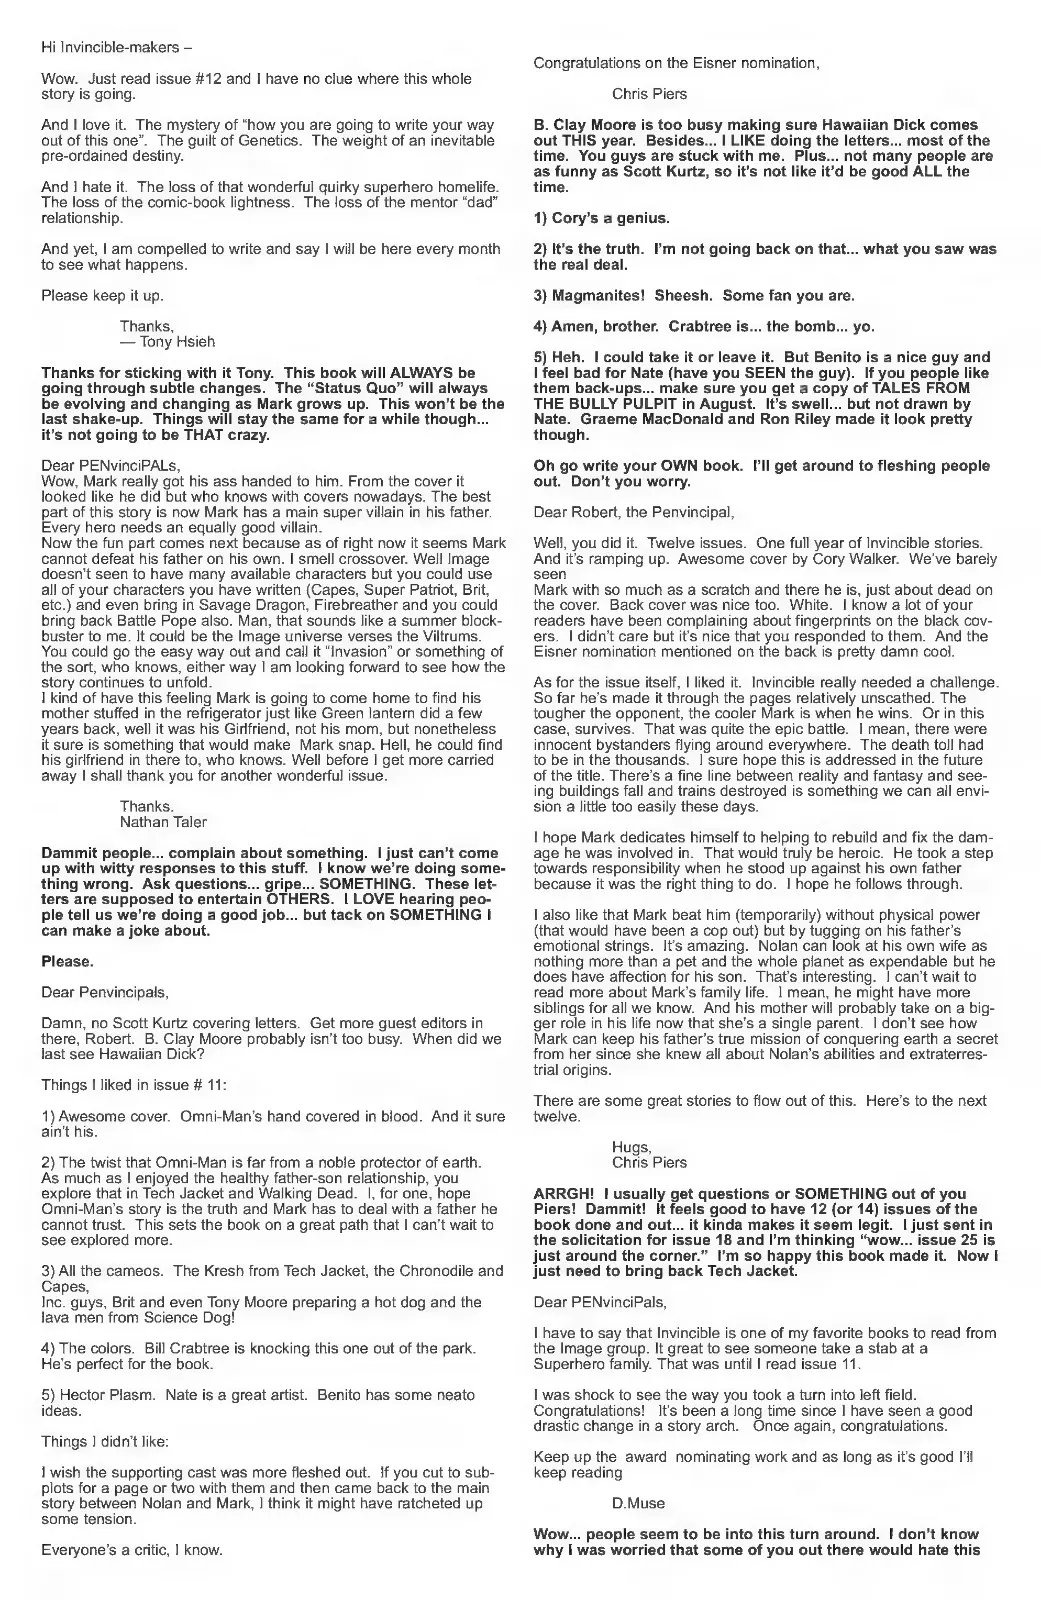 Hi Invincible-makers –
Wow.  Just read issue #12 and I have no clue where this whole
story is going.
And I love it.  The mystery of “how you are going to write your way
out of this one”.  The guilt of Genetics.  The weight of an inevitable
pre-ordained destiny.
And I hate it.  The loss of that wonderful quirky superhero homelife.
The loss of the comic-book lightness.  The loss of the mentor “dad”
relationship.
And yet, I am compelled to write and say I will be here every month
to see what happens.
Please keep it up.
Thanks,
— Tony Hsieh
Thanks for sticking with it Tony.  This book will ALWAYS be
going through subtle changes.  The “Status Quo” will always
be evolving and changing as Mark grows up.  This won’t be the
last shake-up.  Things will stay the same for a while though...
it’s not going to be THAT crazy.
Dear PENvinciPALs,
Wow, Mark really got his ass handed to him. From the cover it
looked like he did but who knows with covers nowadays. The best
part of this story is now Mark has a main super villain in his father.
Every hero needs an equally good villain.
Now the fun part comes next because as of right now it seems Mark
cannot defeat his father on his own. I smell crossover. Well Image
doesn’t seen to have many available characters but you could use
all of your characters you have written (Capes, Super Patriot, Brit,
etc.) and even bring in Savage Dragon, Firebreather and you could
bring back Battle Pope also. Man, that sounds like a summer block-
buster to me. It could be the Image universe verses the Viltrums.
You could go the easy way out and call it “Invasion” or something of
the sort, who knows, either way I am looking forward to see how the
story continues to unfold.
I kind of have this feeling Mark is going to come home to find his
mother stuffed in the refrigerator just like Green lantern did a few
years back, well it was his Girlfriend, not his mom, but nonetheless
it sure is something that would make  Mark snap. Hell, he could find
his girlfriend in there to, who knows. Well before I get more carried
away I shall thank you for another wonderful issue.
Thanks.
Nathan Taler
Dammit people... complain about something.  I just can’t come
up with witty responses to this stuff.  I know we’re doing some-
thing wrong.  Ask questions... gripe... SOMETHING.  These let-
ters are supposed to entertain OTHERS.  I LOVE hearing peo-
ple tell us we’re doing a good job... but tack on SOMETHING I
can make a joke about.
Please.
Dear Penvincipals,
Damn, no Scott Kurtz covering letters.  Get more guest editors in
there, Robert.  B. Clay Moore probably isn’t too busy.  When did we
last see Hawaiian Dick?
Things I liked in issue # 11:
1) Awesome cover.  Omni-Man’s hand covered in blood.  And it sure
ain’t his.
2) The twist that Omni-Man is far from a noble protector of earth.
As much as I enjoyed the healthy father-son relationship, you
explore that in Tech Jacket and Walking Dead.  I, for one, hope
Omni-Man’s story is the truth and Mark has to deal with a father he
cannot trust.  This sets the book on a great path that I can’t wait to
see explored more.
3) All the cameos.  The Kresh from Tech Jacket, the Chronodile and
Capes,
Inc. guys, Brit and even Tony Moore preparing a hot dog and the
lava men from Science Dog!
4) The colors.  Bill Crabtree is knocking this one out of the park.
He’s perfect for the book.
5) Hector Plasm.  Nate is a great artist.  Benito has some neato
ideas.
Things I didn’t like:
I wish the supporting cast was more fleshed out.  If you cut to sub-
plots for a page or two with them and then came back to the main
story between Nolan and Mark, I think it might have ratcheted up
some tension.
Everyone’s a critic, I know.
Congratulations on the Eisner nomination,
Chris Piers
B. Clay Moore is too busy making sure Hawaiian Dick comes
out THIS year.  Besides... I LIKE doing the letters... most of the
time.  You guys are stuck with me.  Plus... not many people are
as funny as Scott Kurtz, so it’s not like it’d be good ALL the
time.
1) Cory’s a genius.
2) It’s the truth.  I’m not going back on that... what you saw was
the real deal.
3) Magmanites!  Sheesh.  Some fan you are.
4) Amen, brother.  Crabtree is... the bomb... yo.
5) Heh.  I could take it or leave it.  But Benito is a nice guy and
I feel bad for Nate (have you SEEN the guy).  If you people like
them back-ups... make sure you get a copy of TALES FROM
THE BULLY PULPIT in August.  It’s swell... but not drawn by
Nate.  Graeme MacDonald and Ron Riley made it look pretty
though.
Oh go write your OWN book.  I’ll get around to fleshing people
out.  Don’t you worry.
Dear Robert, the Penvincipal,
Well, you did it.  Twelve issues.  One full year of Invincible stories.
And it’s ramping up.  Awesome cover by Cory Walker.  We’ve barely
seen
Mark with so much as a scratch and there he is, just about dead on
the cover.  Back cover was nice too.  White.  I know a lot of your
readers have been complaining about fingerprints on the black cov-
ers.  I didn’t care but it’s nice that you responded to them.  And the
Eisner nomination mentioned on the back is pretty damn cool.
As for the issue itself, I liked it.  Invincible really needed a challenge.
So far he’s made it through the pages relatively unscathed. The
tougher the opponent, the cooler Mark is when he wins.  Or in this
case, survives.  That was quite the epic battle.  I mean, there were
innocent bystanders flying around everywhere.  The death toll had
to be in the thousands.  I sure hope this is addressed in the future
of the title. There’s a fine line between reality and fantasy and see-
ing buildings fall and trains destroyed is something we can all envi-
sion a little too easily these days.
I hope Mark dedicates himself to helping to rebuild and fix the dam-
age he was involved in.  That would truly be heroic.  He took a step
towards responsibility when he stood up against his own father
because it was the right thing to do.  I hope he follows through.
I also like that Mark beat him (temporarily) without physical power
(that would have been a cop out) but by tugging on his father’s
emotional strings.  It’s amazing.  Nolan can look at his own wife as
nothing more than a pet and the whole planet as expendable but he
does have affection for his son.  That’s interesting.  I can’t wait to
read more about Mark’s family life.  I mean, he might have more
siblings for all we know.  And his mother will probably take on a big-
ger role in his life now that she’s a single parent.  I don’t see how
Mark can keep his father’s true mission of conquering earth a secret
from her since she knew all about Nolan’s abilities and extraterres-
trial origins.
There are some great stories to flow out of this.  Here’s to the next
twelve.
Hugs,
Chris Piers
ARRGH!  I usually get questions or SOMETHING out of you
Piers!  Dammit!  It feels good to have 12 (or 14) issues of the
book done and out... it kinda makes it seem legit.  I just sent in
the solicitation for issue 18 and I’m thinking “wow... issue 25 is
just around the corner.”  I’m so happy this book made it.  Now I
just need to bring back Tech Jacket.
Dear PENvinciPals,
I have to say that Invincible is one of my favorite books to read from
the Image group. It great to see someone take a stab at a
Superhero family. That was until I read issue 11.
I was shock to see the way you took a turn into left field.
Congratulations!   It’s been a long time since I have seen a good
drastic change in a story arch.   Once again, congratulations.
Keep up the  award  nominating work and as long as it’s good I’ll
keep reading
D.Muse
Wow... people seem to be into this turn around.  I don’t know
why I was worried that some of you out there would hate this